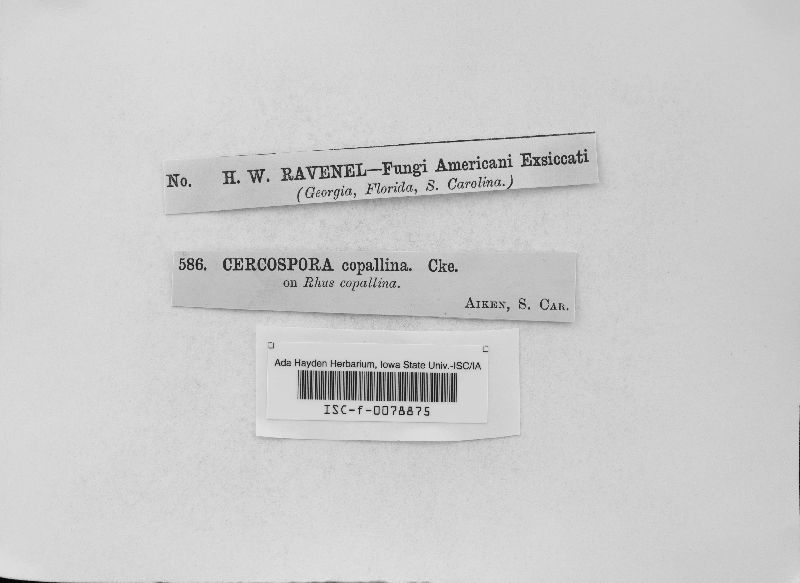 No. H. W. RAVENEL—Fungi Americani Exsiccati
(Georgia, Florida, S. Carolina.)
586. CERCOSPORA copallina. Cke.
on Rhus copallina.
AIKEN, S. CAR.
Ada Hayden Herbarium, Iowa State Univ.-ISC/IA
ISC-f-0078875